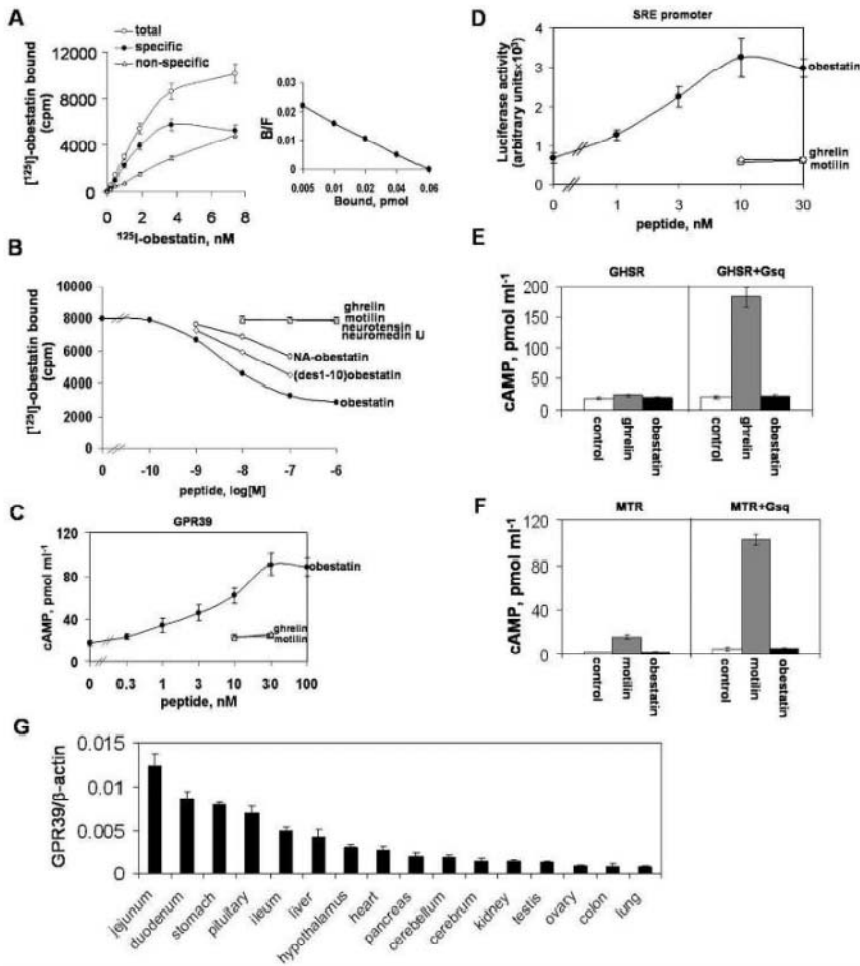 A
total
specific
non-specific
12000
8000
4000
0
[¹²⁵I]-obestatin bound
(cpm)
0 2 4 6 8
¹²⁵I-obestatin, nM
0.03
0.02
0.01
0
B/F
0.005 0.01 0.02 0.04 0.06
Bound, pmol
B
10000
8000
6000
4000
2000
0
[¹²⁵I]-obestatin bound
(cpm)
ghrelin
motilin
neurotensin
neuromedin U
NA-obestatin
(des1-10)obestatin
obestatin
0 -10 -9 -8 -7 -6
peptide, log[M]
C
GPR39
120
80
40
0
cAMP, pmol ml⁻¹
obestatin
ghrelin
motilin
0 0.3 1 3 10 30 100
peptide, nM
D
SRE promoter
4
3
2
1
0
Luciferase activity
(arbitrary units×10³)
obestatin
ghrelin
motilin
0 1 3 10 30
peptide, nM
E
GHSR
GHSR+Gsq
200
150
100
50
0
cAMP, pmol ml⁻¹
control
ghrelin
obestatin
control
ghrelin
obestatin
F
MTR
MTR+Gsq
120
80
40
0
cAMP, pmol ml⁻¹
control
motilin
obestatin
control
motilin
obestatin
G
0.015
0.01
0.005
0
GPR39/β-actin
jejunum
duodenum
stomach
pituitary
ileum
liver
hypothalamus
heart
pancreas
cerebellum
cerebrum
kidney
testis
ovary
colon
lung